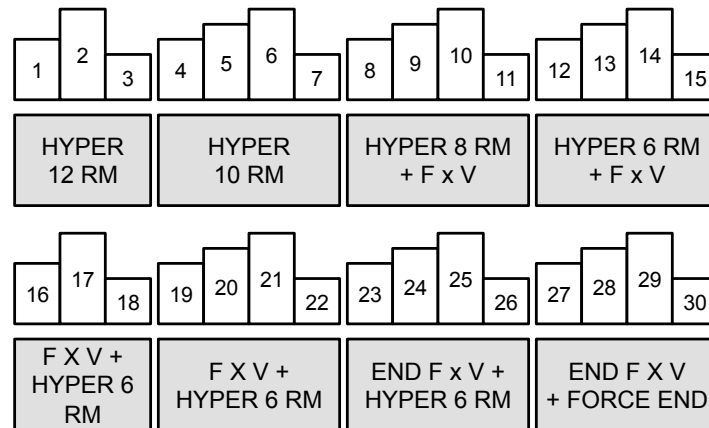 1 2 3 4 5 6 7 8 9 10 11 12 13 14 15
HYPER
12 RM
HYPER
10 RM
HYPER 8 RM
+ F x V
HYPER 6 RM
+ F x V
16 17 18 19 20 21 22 23 24 25 26 27 28 29 30
F X V +
HYPER 6
RM
F X V +
HYPER 6 RM
END F x V +
HYPER 6 RM
END F X V
+ FORCE END